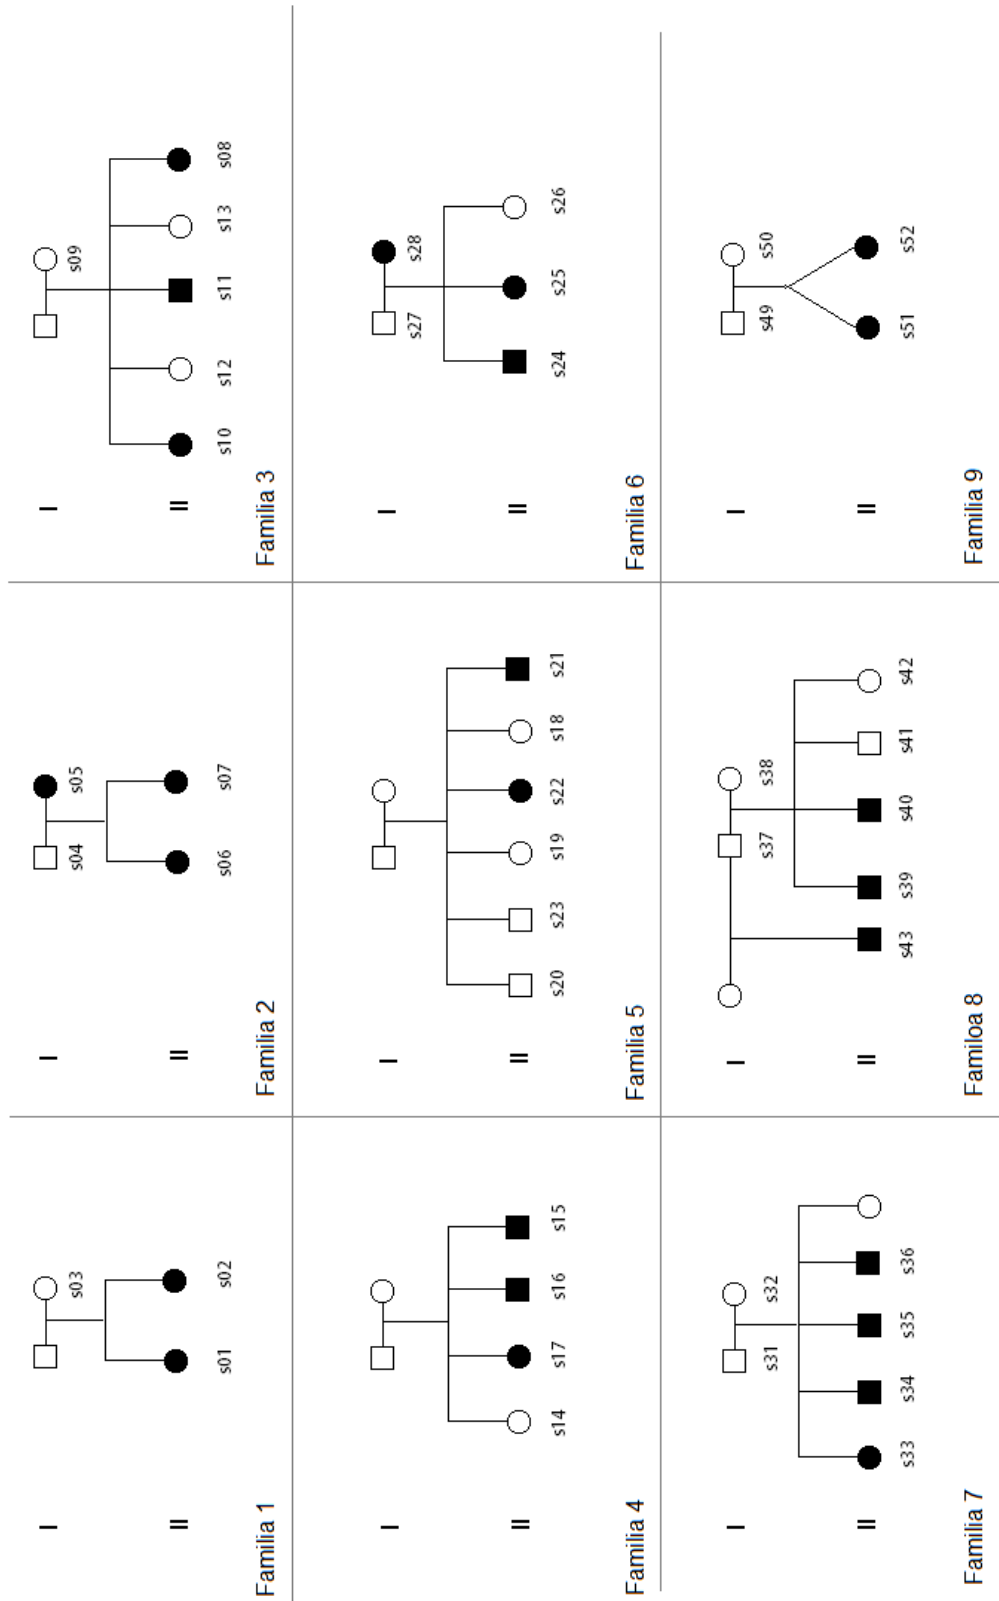 I
s03
II
s01 s02
Familia 1
I
s04 s05
II
s06 s07
Familia 2
I
s09
II
s10 s12 s11 s13 s08
Familia 3
I
II
s14 s17 s16 s15
Familia 4
I
II
s20 s23 s19 s22 s18 s21
Familia 5
I
s27 s28
II
s24 s25 s26
Familia 6
I
s31 s32
II
s33 s34 s35 s36
Familia 7
I
s37 s38
II
s43 s39 s40 s41 s42
Familoa 8
I
s49 s50
II
s51 s52
Familia 9